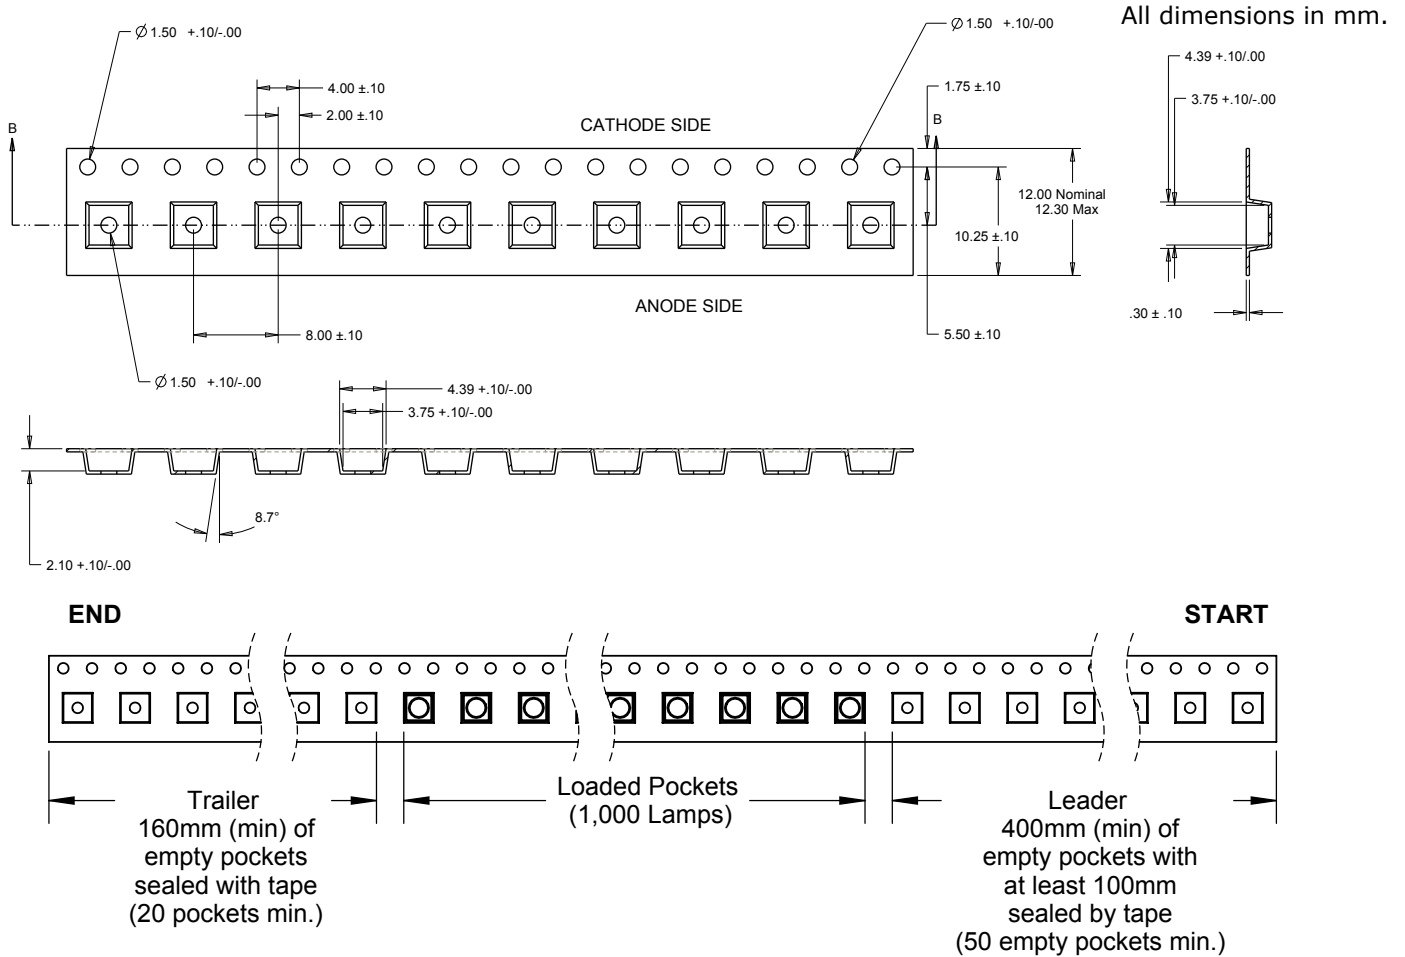 All dimensions in mm.
Ø 1.50 +.10/-.00
Ø 1.50 +.10/-00
4.39 +.10/.00
4.00 ±.10
1.75 ±.10
3.75 +.10/-.00
2.00 ±.10
CATHODE SIDE
B
B
12.00 Nominal
12.30 Max
10.25 ±.10
ANODE SIDE
.30 ± .10
8.00 ±.10
5.50 ±.10
Ø 1.50 +.10/-.00
4.39 +.10/-.00
3.75 +.10/-.00
8.7°
2.10 +.10/-.00
END
START
Trailer
160mm (min) of
empty pockets
sealed with tape
(20 pockets min.)
Loaded Pockets
(1,000 Lamps)
Leader
400mm (min) of
empty pockets with
at least 100mm
sealed by tape
(50 empty pockets min.)